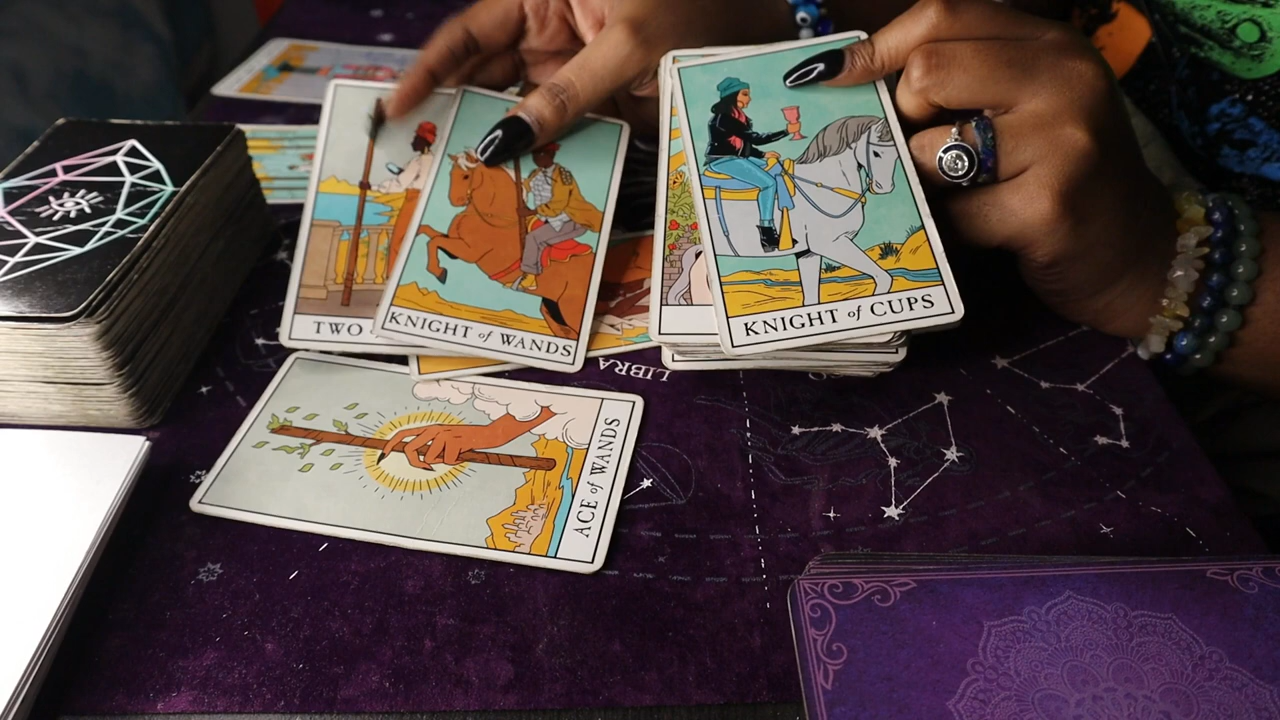 TWO
KNIGHT of WANDS
KNIGHT of CUPS
LIBRA
ACE of WANDS